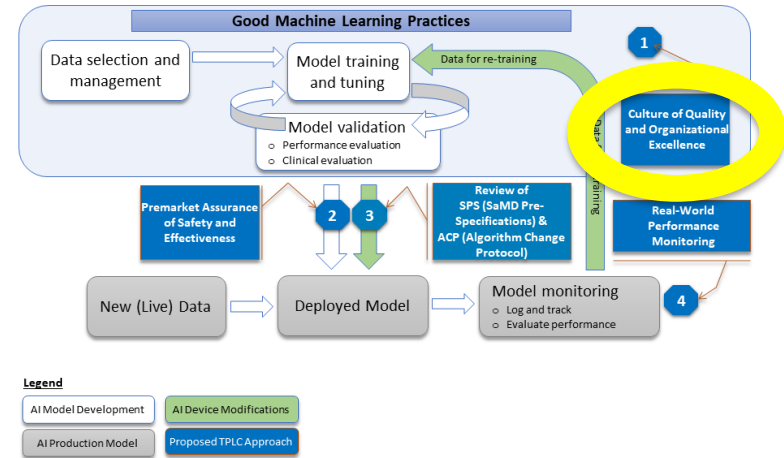 Good Machine Learning Practices
1
Data selection and
management
Model training
and tuning
Data for re-training
Culture of Quality
and Organizational
Excellence
Model validation
o Performance evaluation
o Clinical evaluation
Data
training
Premarket Assurance
of Safety and
Effectiveness
2
3
Review of
SPS (SaMD Pre-
Specifications) &
ACP (Algorithm Change
Protocol)
Real-World
Performance
Monitoring
New (Live) Data
Deployed Model
Model monitoring
o Log and track
o Evaluate performance
4
Legend
AI Model Development
AI Device Modifications
AI Production Model
Proposed TPLC Approach